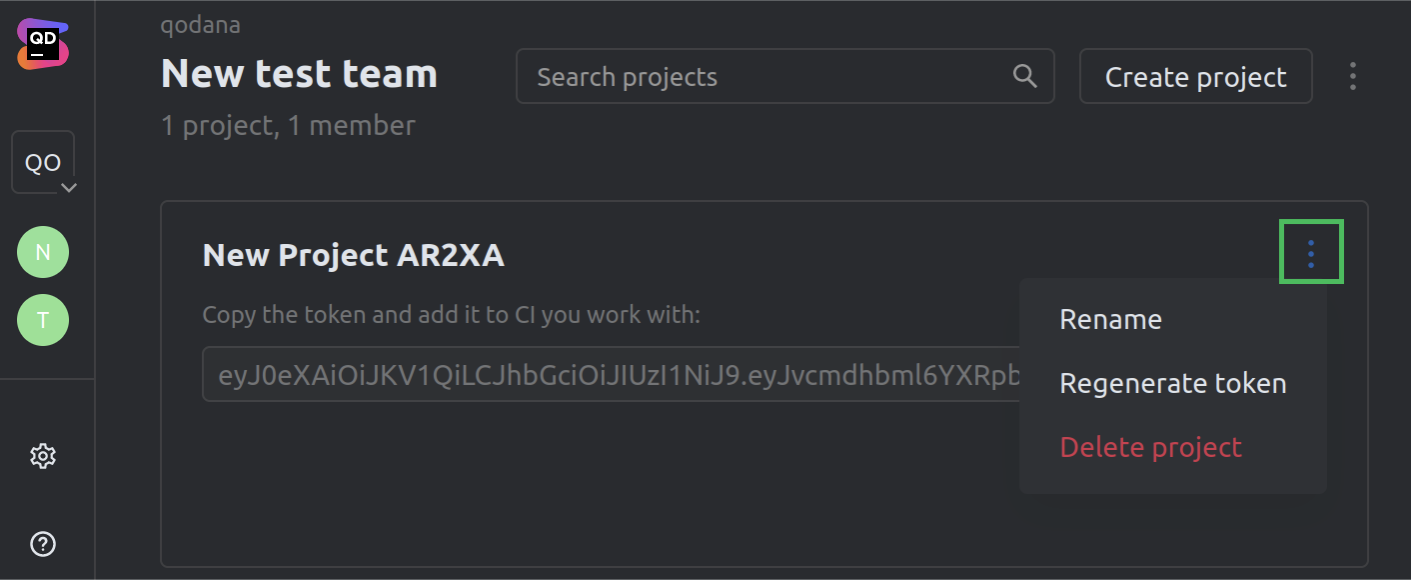 QD
qodana
New test team
Search projects
Create project
1 project, 1 member
QO
N
T
New Project AR2XA
Copy the token and add it to CI you work with:
eyJ0eXAiOiJKV1QiLCJhbGciOiJIUzI1NiJ9.eyJvcmdhbml6YXRpb
Rename
Regenerate token
Delete project